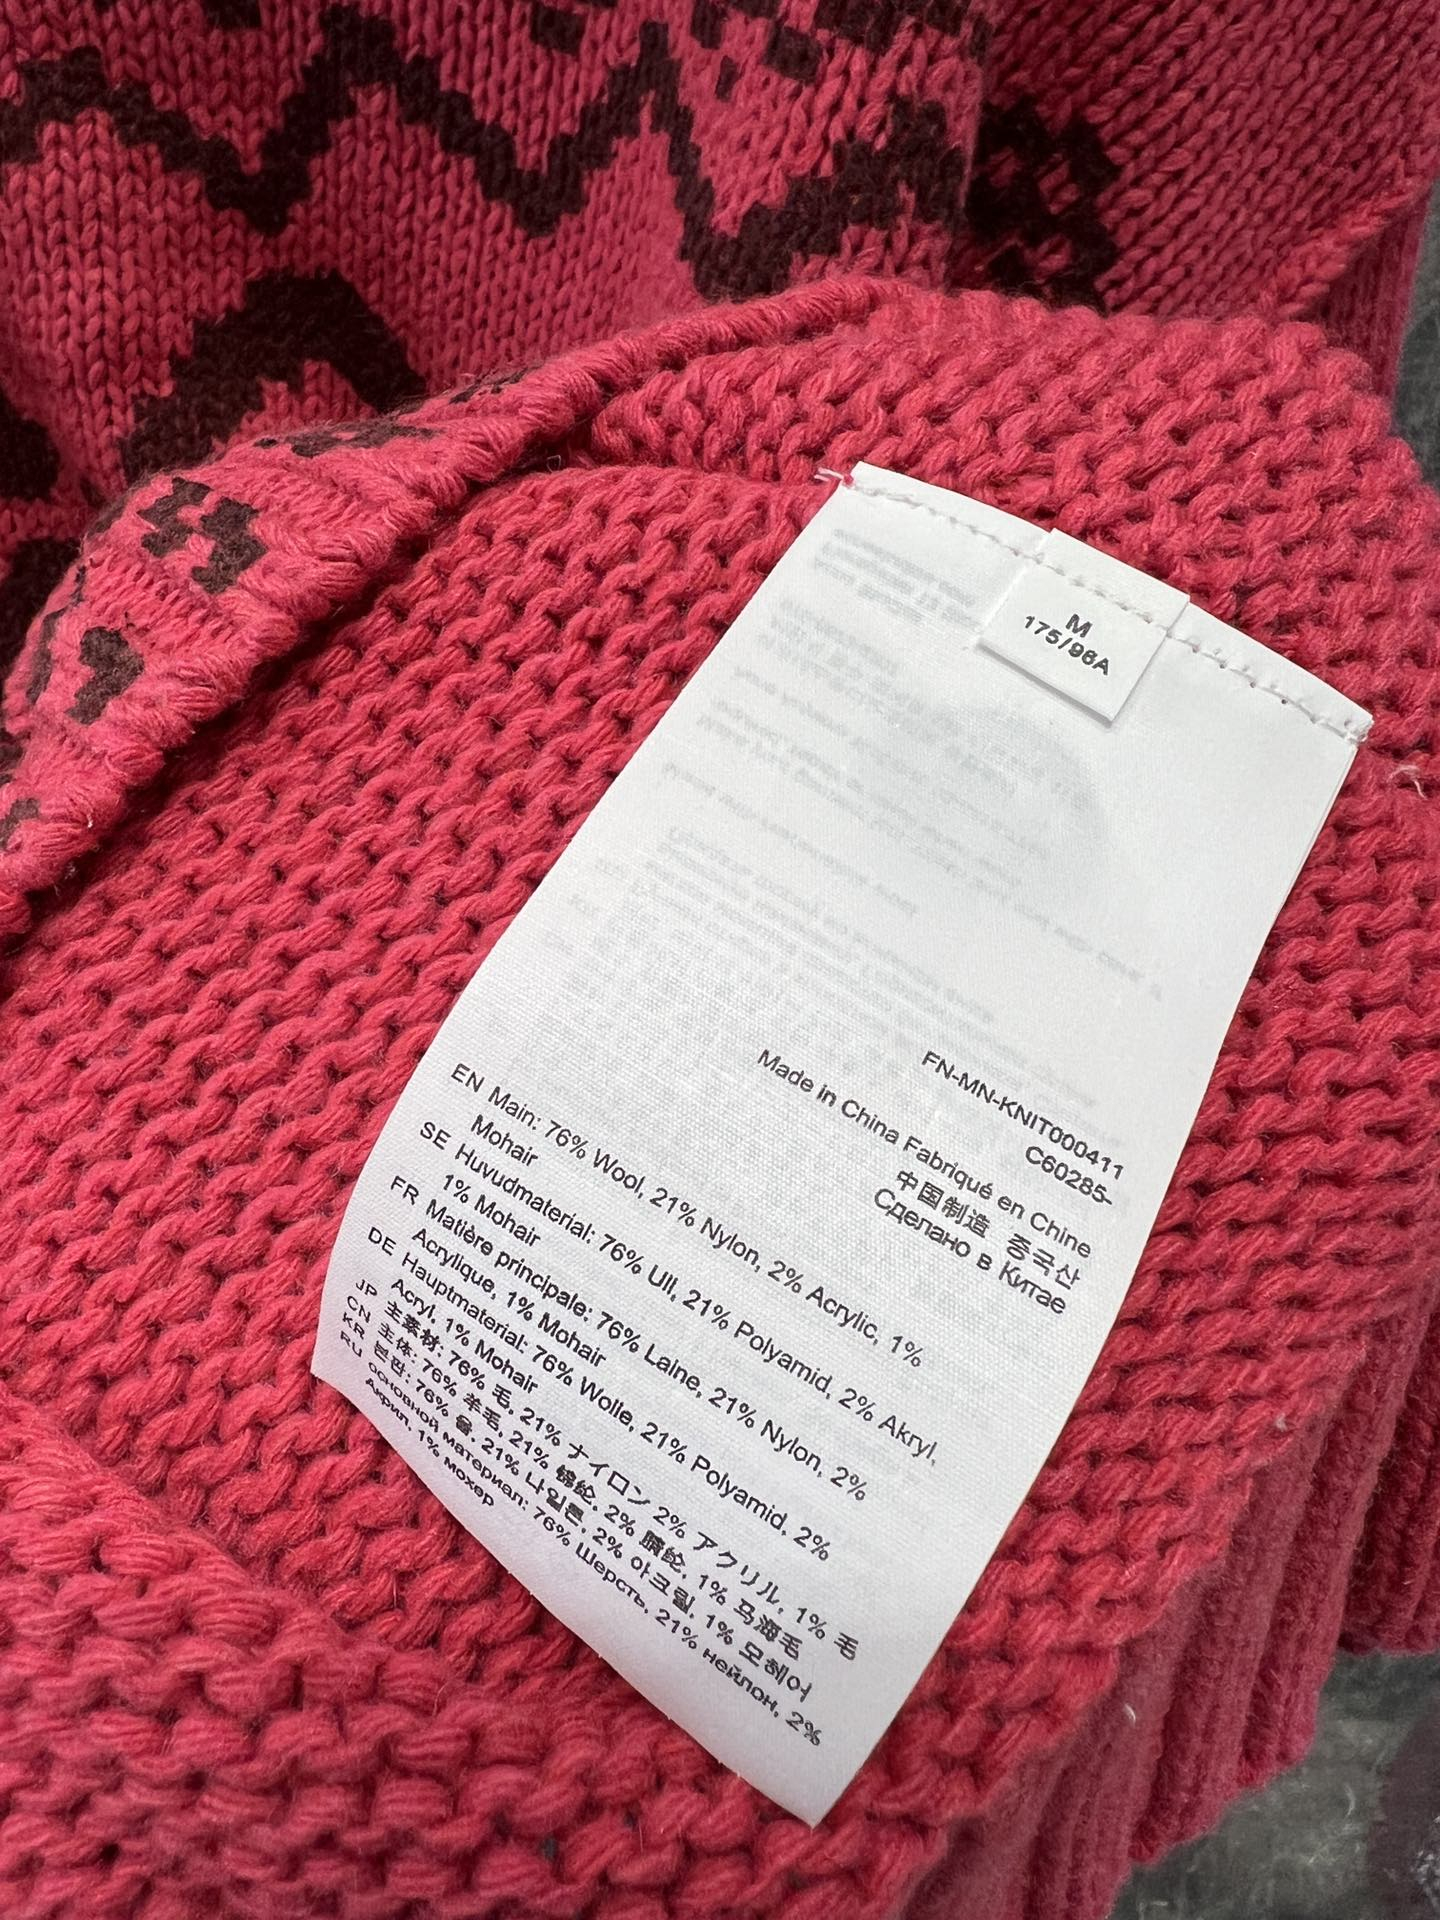 M
175/96A
FN-MN-KNIT000411
C60285-
Made in China Fabriqué en Chine
中国制造 중국산
Сделано в Китае
EN Main: 76% Wool, 21% Nylon, 2% Acrylic, 1%
Mohair
SE Huvudmaterial: 76% Ull, 21% Polyamid, 2% Akryl,
1% Mohair
FR Matière principale: 76% Laine, 21% Nylon, 2%
Acrylique, 1% Mohair
DE Hauptmaterial: 76% Wolle, 21% Polyamid, 2%
Acryl, 1% Mohair
JP 主素材: 76% 毛, 21% ナイロン 2% アクリル, 1% 毛
CN 主体: 76% 羊毛, 21% 锦纶, 2% 腈纶, 1% 马海毛
KR 본판: 76% 울, 21% 나일론, 2% 아크릴, 1% 모헤어
RU основной материал: 76% Шерсть, 21% нейлон, 2%
Акрил, 1% мохер